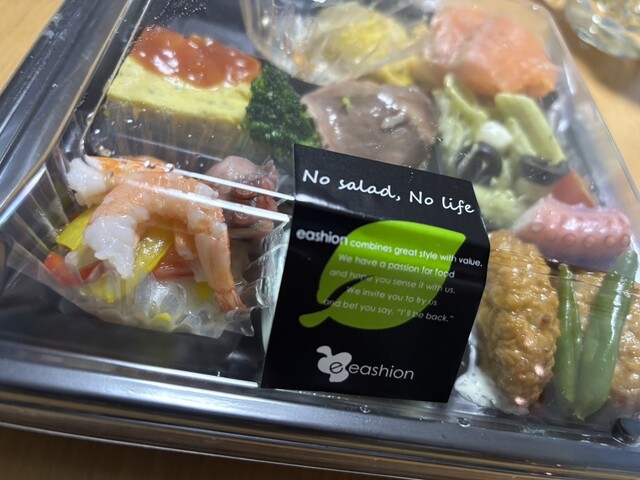 No salad, No life
eashion combines great style with value.
We have a passion for food
and hope you sense it with us.
We invite you to try us
and bet you say, "I'll be back."
e eashion